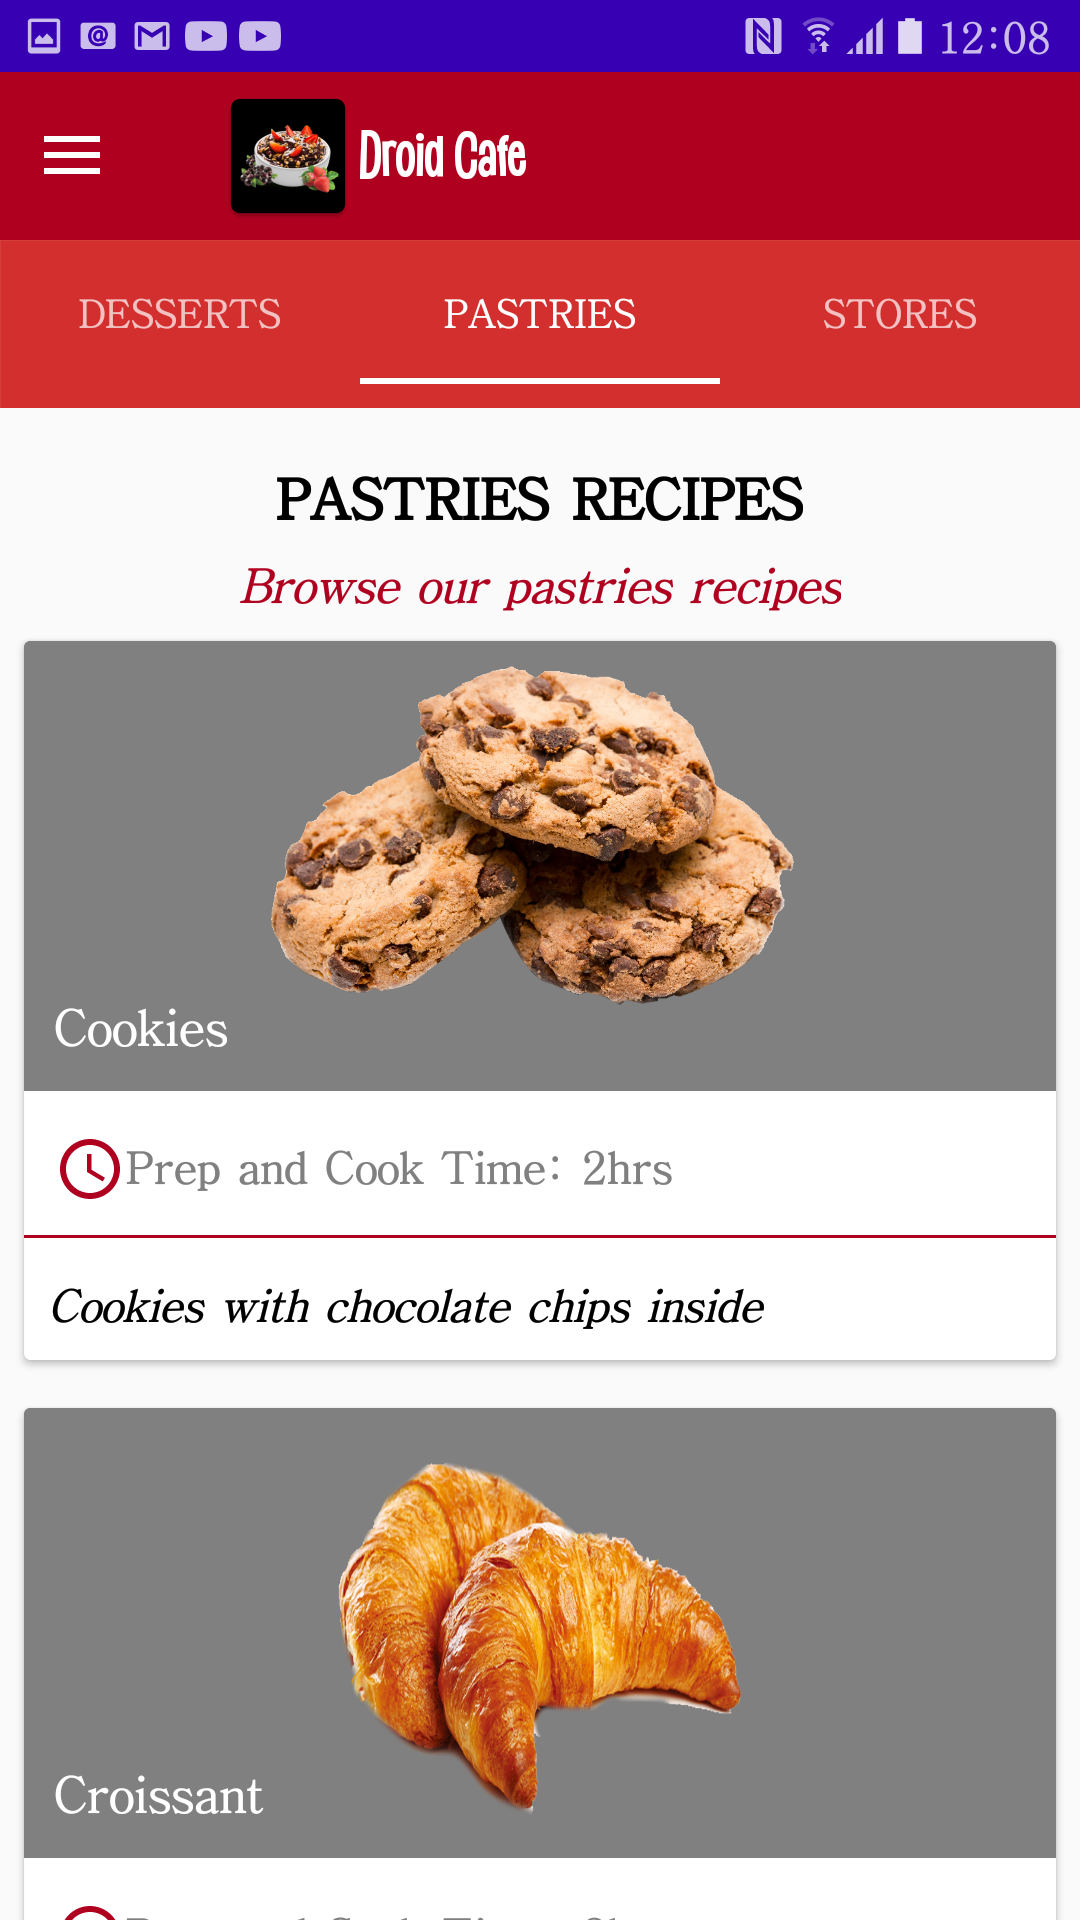 12:08
Droid Cafe
DESSERTS PASTRIES STORES
PASTRIES RECIPES
Browse our pastries recipes
Cookies
Prep and Cook Time: 2hrs
Cookies with chocolate chips inside
Croissant